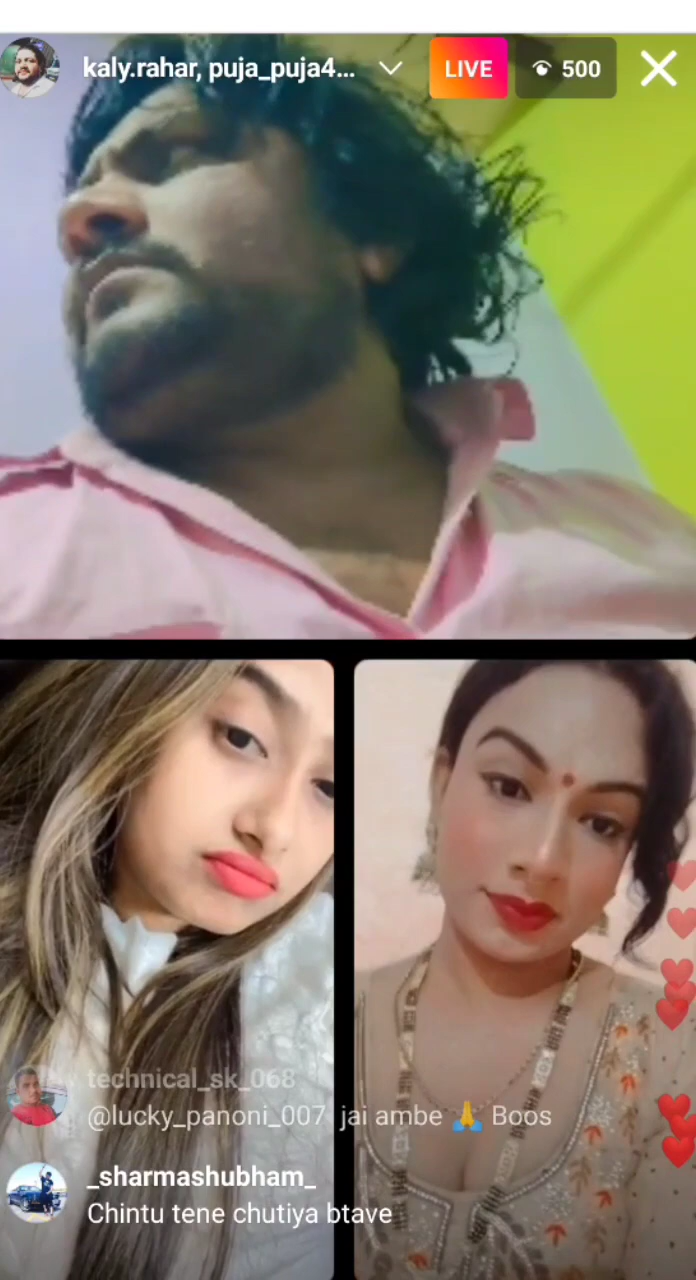 kaly.rahar, puja_puja4...
LIVE
500
technical_sk_068
@lucky_panoni_007 jai ambe 🙏 Boos
_sharmashubham_
Chintu tene chutiya btave